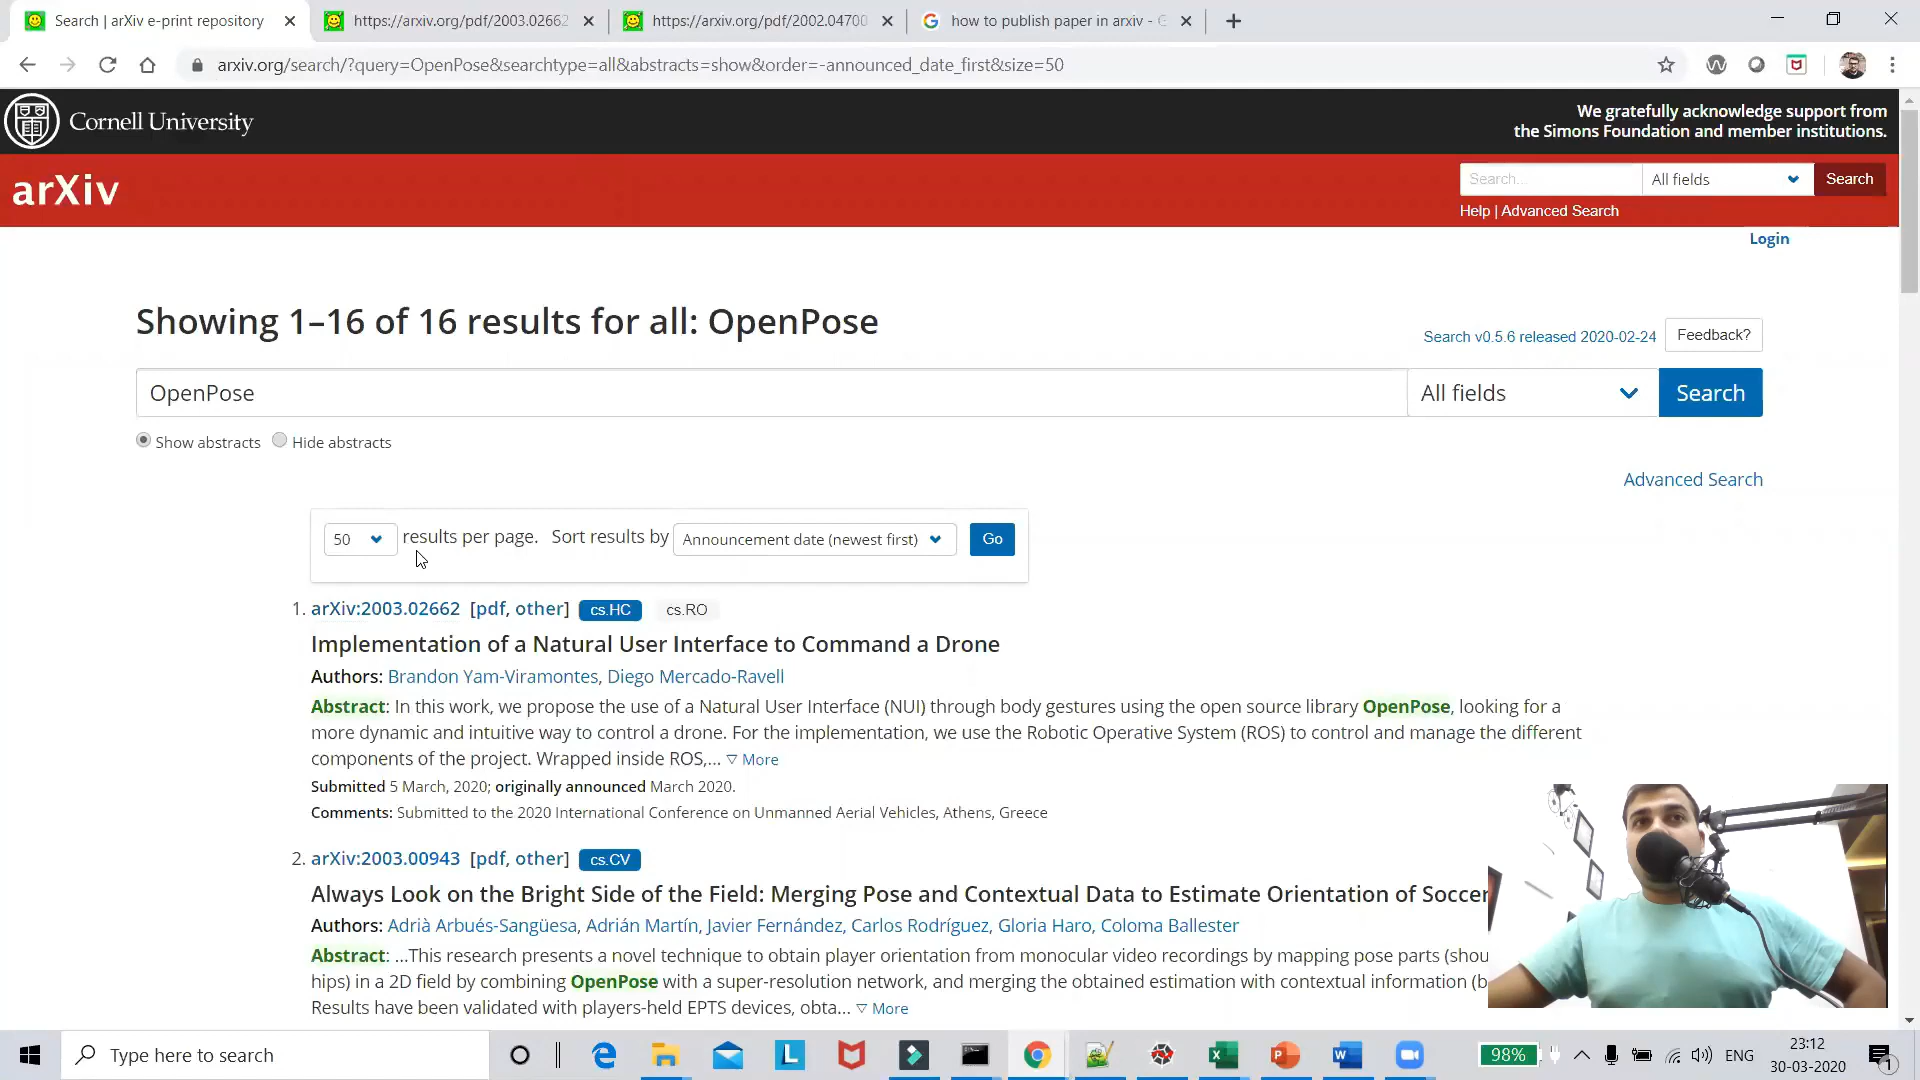 Search | arXiv e-print repository
https://arxiv.org/pdf/2003.02662
https://arxiv.org/pdf/2002.04700
how to publish paper in arxiv - G
arxiv.org/search/?query=OpenPose&searchtype=all&abstracts=show&order=-announced_date_first&size=50
Cornell University
We gratefully acknowledge support from
the Simons Foundation and member institutions.
arXiv
Search...
All fields
Search
Help | Advanced Search
Login
Showing 1–16 of 16 results for all: OpenPose
Search v0.5.6 released 2020-02-24
Feedback?
OpenPose
All fields
Search
Show abstracts
Hide abstracts
Advanced Search
50
results per page.
Sort results by
Announcement date (newest first)
Go
1. arXiv:2003.02662 [pdf, other] cs.HC cs.RO
Implementation of a Natural User Interface to Command a Drone
Authors: Brandon Yam-Viramontes, Diego Mercado-Ravell
Abstract: In this work, we propose the use of a Natural User Interface (NUI) through body gestures using the open source library OpenPose, looking for a
more dynamic and intuitive way to control a drone. For the implementation, we use the Robotic Operative System (ROS) to control and manage the different
components of the project. Wrapped inside ROS,... ▽ More
Submitted 5 March, 2020; originally announced March 2020.
Comments: Submitted to the 2020 International Conference on Unmanned Aerial Vehicles, Athens, Greece
2. arXiv:2003.00943 [pdf, other] cs.CV
Always Look on the Bright Side of the Field: Merging Pose and Contextual Data to Estimate Orientation of Soccer
Authors: Adrià Arbués-Sangüesa, Adrián Martín, Javier Fernández, Carlos Rodríguez, Gloria Haro, Coloma Ballester
Abstract: ...This research presents a novel technique to obtain player orientation from monocular video recordings by mapping pose parts (shou
hips) in a 2D field by combining OpenPose with a super-resolution network, and merging the obtained estimation with contextual information (b
Results have been validated with players-held EPTS devices, obta... ▽ More
Type here to search
98%
ENG
23:12
30-03-2020
1